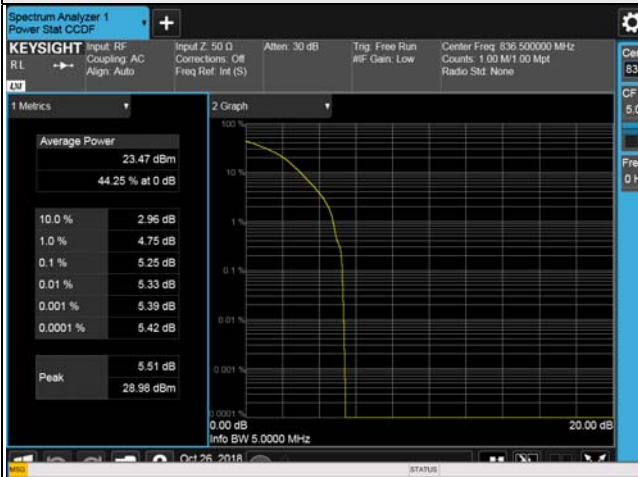 Spectrum Analyzer 1
Power Stat CCDF
KEYSIGHT
RL
LXI
Input: RF
Coupling: AC
Align: Auto
Input Z: 50 Ω
Corrections: Off
Freq Ref: Int (S)
Atten: 30 dB
Trig: Free Run
#IF Gain: Low
Center Freq: 836.500000 MHz
Counts: 1.00 M/1.00 Mpt
Radio Std: None
1 Metrics
Average Power
23.47 dBm
44.25 % at 0 dB
10.0 % 2.96 dB
1.0 % 4.75 dB
0.1 % 5.25 dB
0.01 % 5.33 dB
0.001 % 5.39 dB
0.0001 % 5.42 dB
Peak
5.51 dB
28.98 dBm
2 Graph
100 %
10 %
1 %
0.1 %
0.01 %
0.001 %
0.0001 %
0.00 dB
20.00 dB
Info BW 5.0000 MHz
CF
Oct 26, 2018
MSG
STATUS